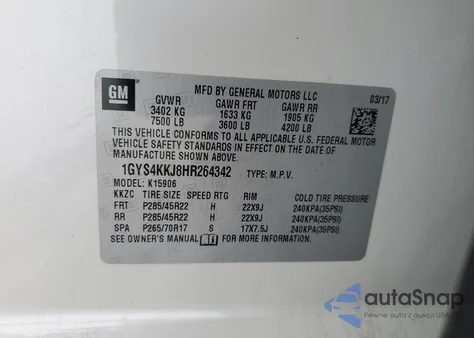 GM
MFD BY GENERAL MOTORS LLC
03/17
GVWR GAWR FRT GAWR RR
3402 KG 1633 KG 1905 KG
7500 LB 3600 LB 4200 LB
THIS VEHICLE CONFORMS TO ALL APPLICABLE U.S. FEDERAL MOTOR
VEHICLE SAFETY STANDARDS IN EFFECT ON THE DATE OF
MANUFACTURE SHOWN ABOVE.
1GYS4KKJ8HR264342 TYPE: M.P.V.
MODEL: K15906
KKZC TIRE SIZE SPEED RTG RIM COLD TIRE PRESSURE
FRT P285/45R22 H 22X9J 240KPA(35PSI)
RR P285/45R22 H 22X9J 240KPA(35PSI)
SPA P265/70R17 S 17X7.5J 240KPA(35PSI)
SEE OWNER'S MANUAL FOR MORE INFORMATION.
autoSnap
Pewne auta z aukcji USA